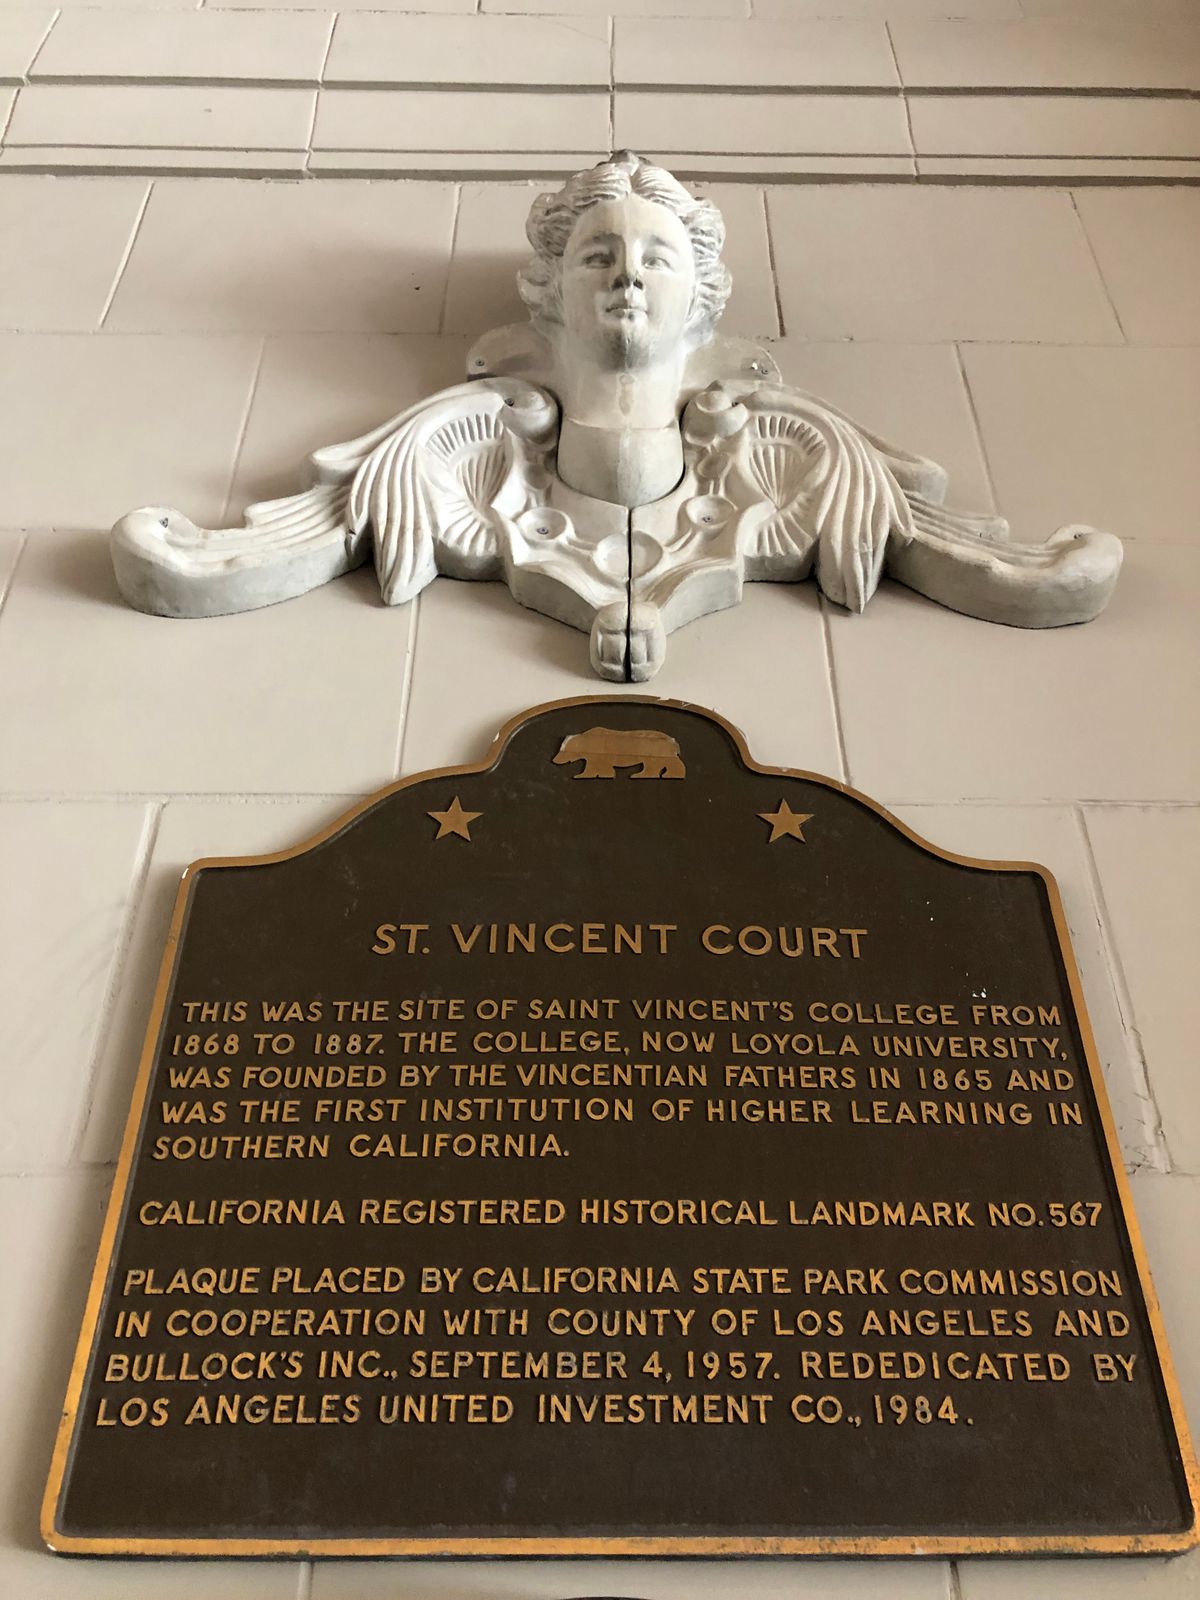 ST. VINCENT COURT
THIS WAS THE SITE OF SAINT VINCENT'S COLLEGE FROM
1868 TO 1887. THE COLLEGE, NOW LOYOLA UNIVERSITY,
WAS FOUNDED BY THE VINCENTIAN FATHERS IN 1865 AND
WAS THE FIRST INSTITUTION OF HIGHER LEARNING IN
SOUTHERN CALIFORNIA.
CALIFORNIA REGISTERED HISTORICAL LANDMARK NO. 567
PLAQUE PLACED BY CALIFORNIA STATE PARK COMMISSION
IN COOPERATION WITH COUNTY OF LOS ANGELES AND
BULLOCK'S INC., SEPTEMBER 4, 1957. REDEDICATED BY
LOS ANGELES UNITED INVESTMENT CO., 1984.